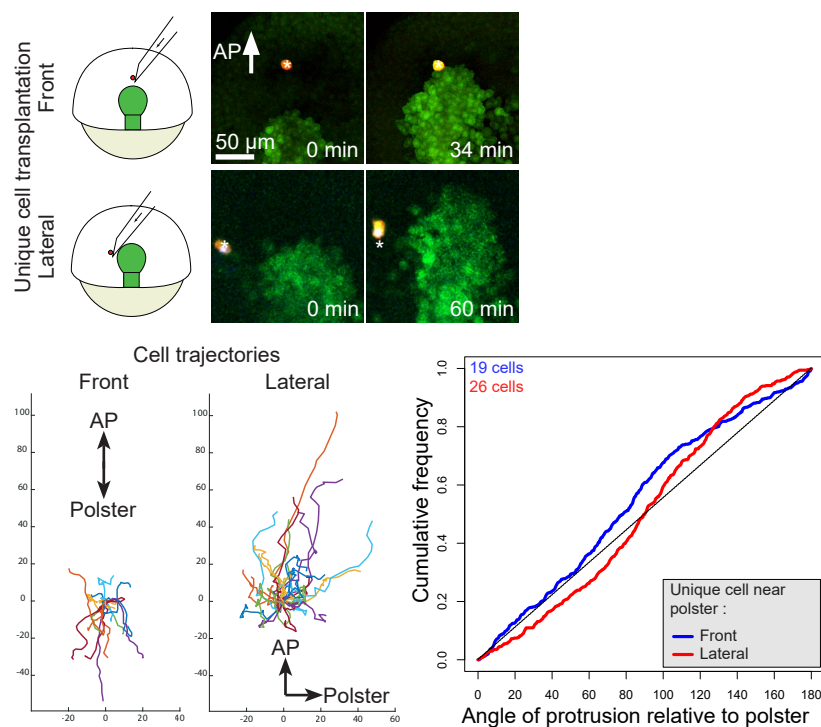 Unique cell transplantation
Front
Lateral
AP
50 µm
0 min
34 min
*
*
0 min
60 min
*
*
Cell trajectories
Front
Lateral
100
80
60
40
20
0
-20
-40
-20
0
20
40
AP
Polster
100
80
60
40
20
0
-20
-40
-20
0
20
40
60
AP
Polster
19 cells
26 cells
Cumulative frequency
1.0
0.8
0.6
0.4
0.2
0.0
0
20
40
60
80
100
120
140
160
180
Angle of protrusion relative to polster
Unique cell near
polster :
Front
Lateral